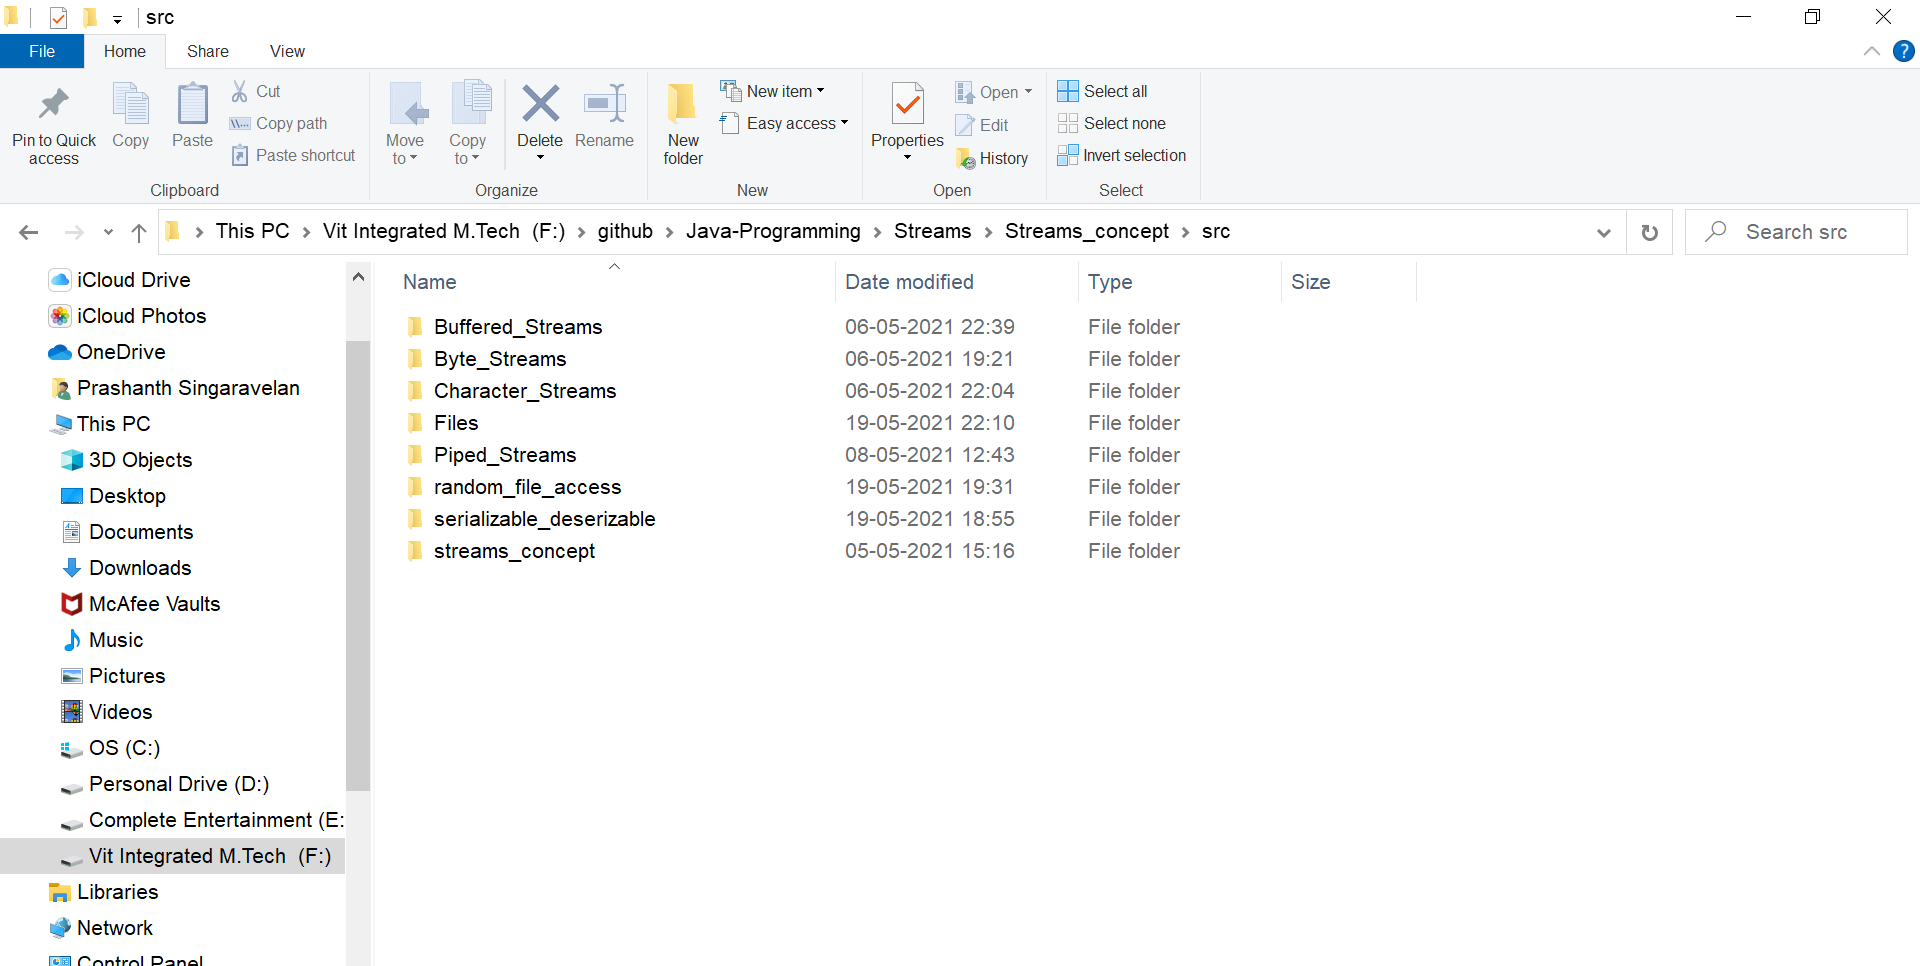 src
File Home Share View
Pin to Quick access
Copy
Paste
Cut
Copy path
Paste shortcut
Clipboard
Move to
Copy to
Delete
Rename
Organize
New folder
New item
Easy access
New
Properties
Open
Edit
History
Open
Select all
Select none
Invert selection
Select
This PC Vit Integrated M.Tech (F:) github Java-Programming Streams Streams_concept src
Search src
iCloud Drive
iCloud Photos
OneDrive
Prashanth Singaravelan
This PC
3D Objects
Desktop
Documents
Downloads
McAfee Vaults
Music
Pictures
Videos
OS (C:)
Personal Drive (D:)
Complete Entertainment (E:
Vit Integrated M.Tech (F:)
Libraries
Network
Control Panel
Name Date modified Type Size
Buffered_Streams 06-05-2021 22:39 File folder
Byte_Streams 06-05-2021 19:21 File folder
Character_Streams 06-05-2021 22:04 File folder
Files 19-05-2021 22:10 File folder
Piped_Streams 08-05-2021 12:43 File folder
random_file_access 19-05-2021 19:31 File folder
serializable_deserizable 19-05-2021 18:55 File folder
streams_concept 05-05-2021 15:16 File folder